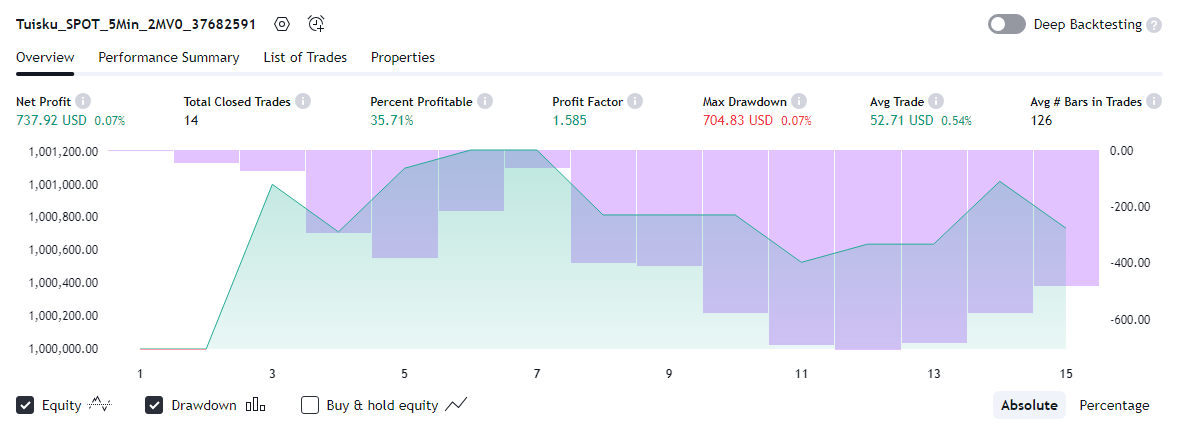 Tuisku_SPOT_5Min_2MV0_37682591
Deep Backtesting ?
Overview Performance Summary List of Trades Properties
Net Profit Total Closed Trades Percent Profitable Profit Factor Max Drawdown Avg Trade Avg # Bars in Trades
737.92 USD 0.07% 14 35.71% 1.585 704.83 USD 0.07% 52.71 USD 0.54% 126
1,001,200.00 0.00
1,001,000.00
1,000,800.00 -200.00
1,000,600.00
1,000,400.00 -400.00
1,000,200.00 -600.00
1,000,000.00
1 3 5 7 9 11 13 15
Equity Drawdown Buy & hold equity Absolute Percentage